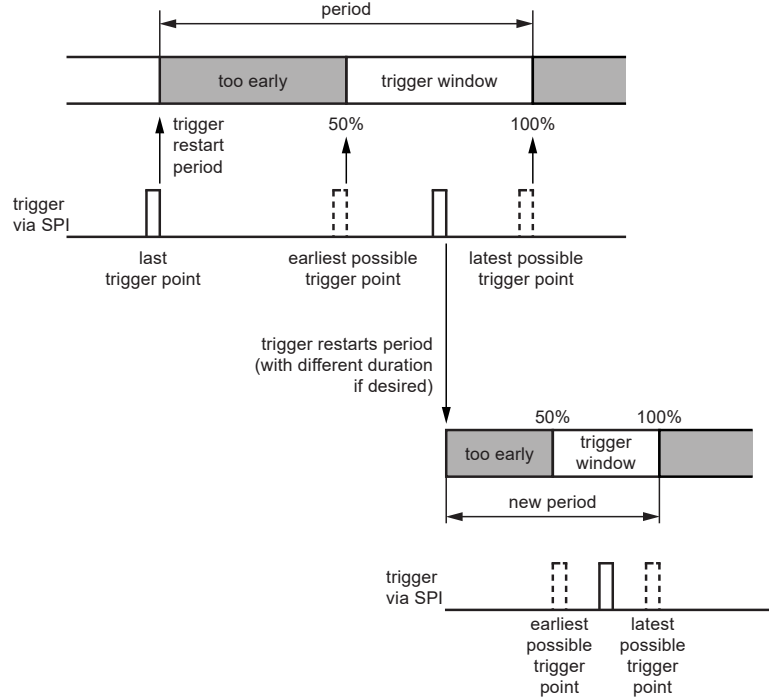 period
too early
trigger window
trigger
restart
period
50%
100%
trigger
via SPI
last
trigger point
earliest possible
trigger point
latest possible
trigger point
trigger restarts period
(with different duration
if desired)
50%
100%
too early
trigger
window
new period
trigger
via SPI
earliest
possible
trigger
point
latest
possible
trigger
point